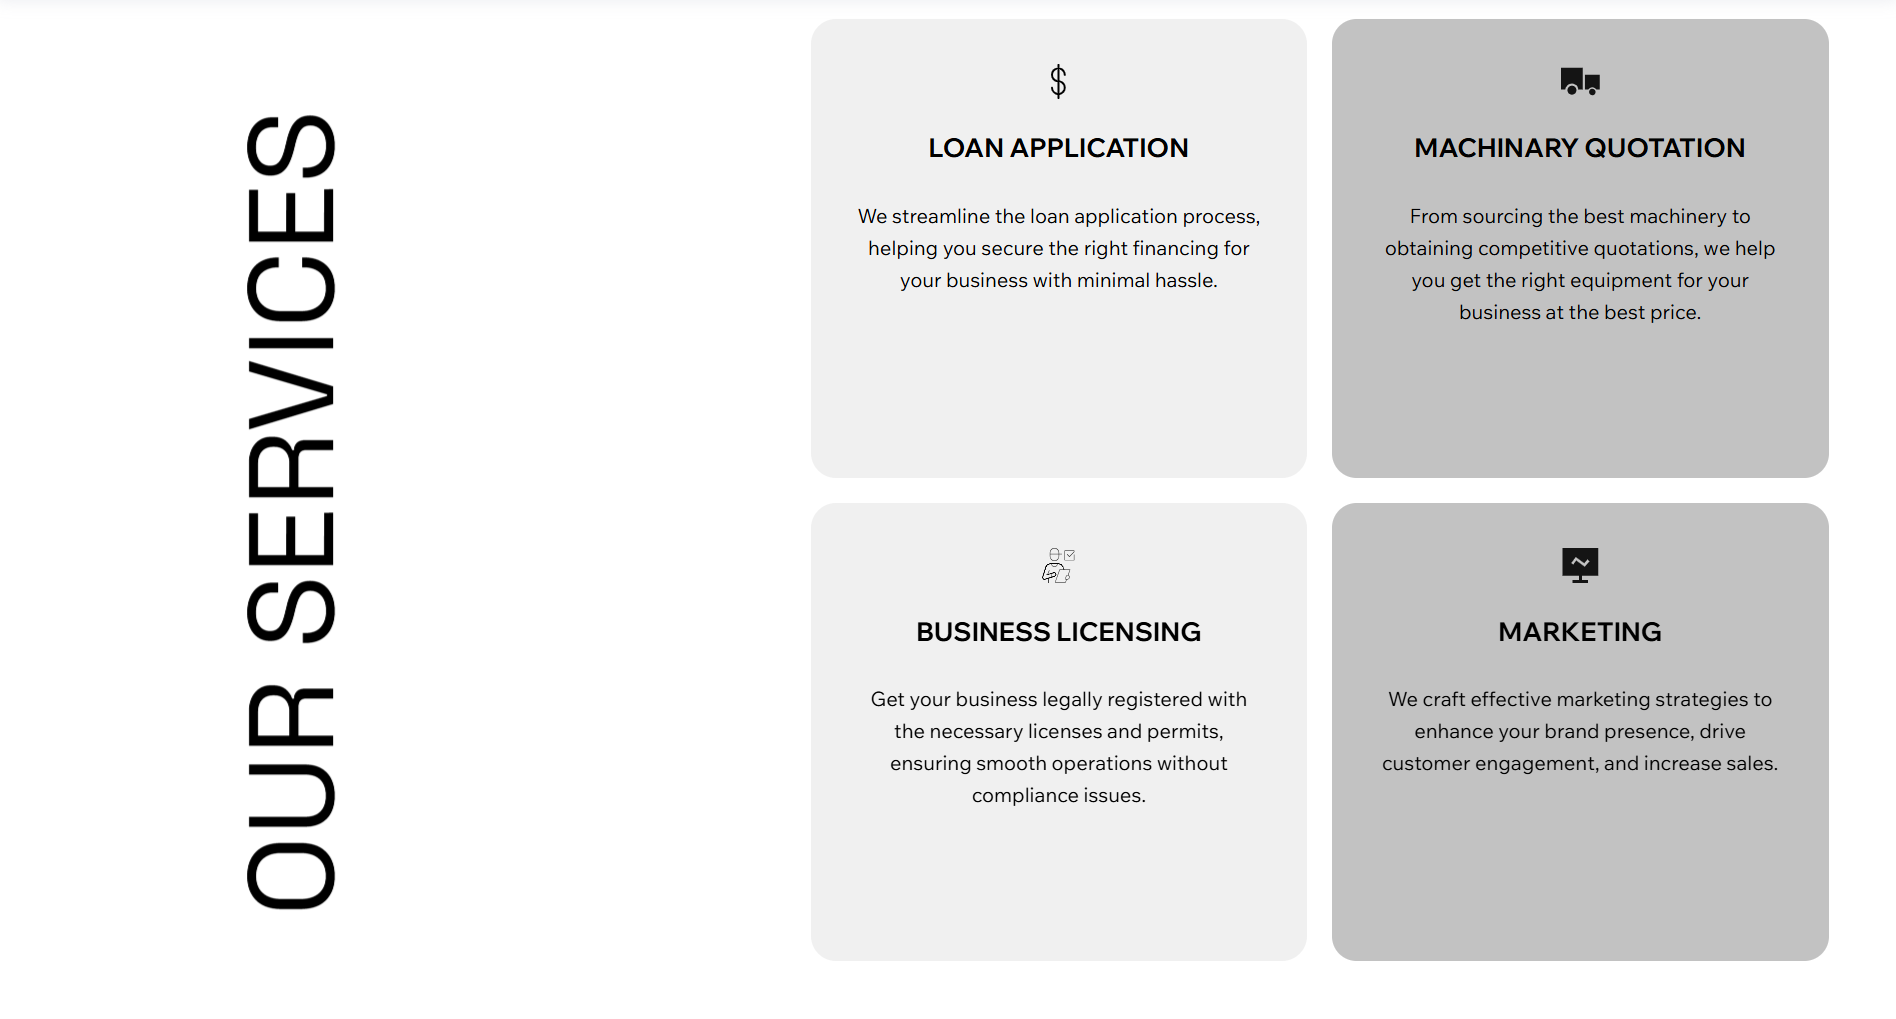 OUR SERVICES
LOAN APPLICATION
We streamline the loan application process,
helping you secure the right financing for
your business with minimal hassle.
MACHINARY QUOTATION
From sourcing the best machinery to
obtaining competitive quotations, we help
you get the right equipment for your
business at the best price.
BUSINESS LICENSING
Get your business legally registered with
the necessary licenses and permits,
ensuring smooth operations without
compliance issues.
MARKETING
We craft effective marketing strategies to
enhance your brand presence, drive
customer engagement, and increase sales.